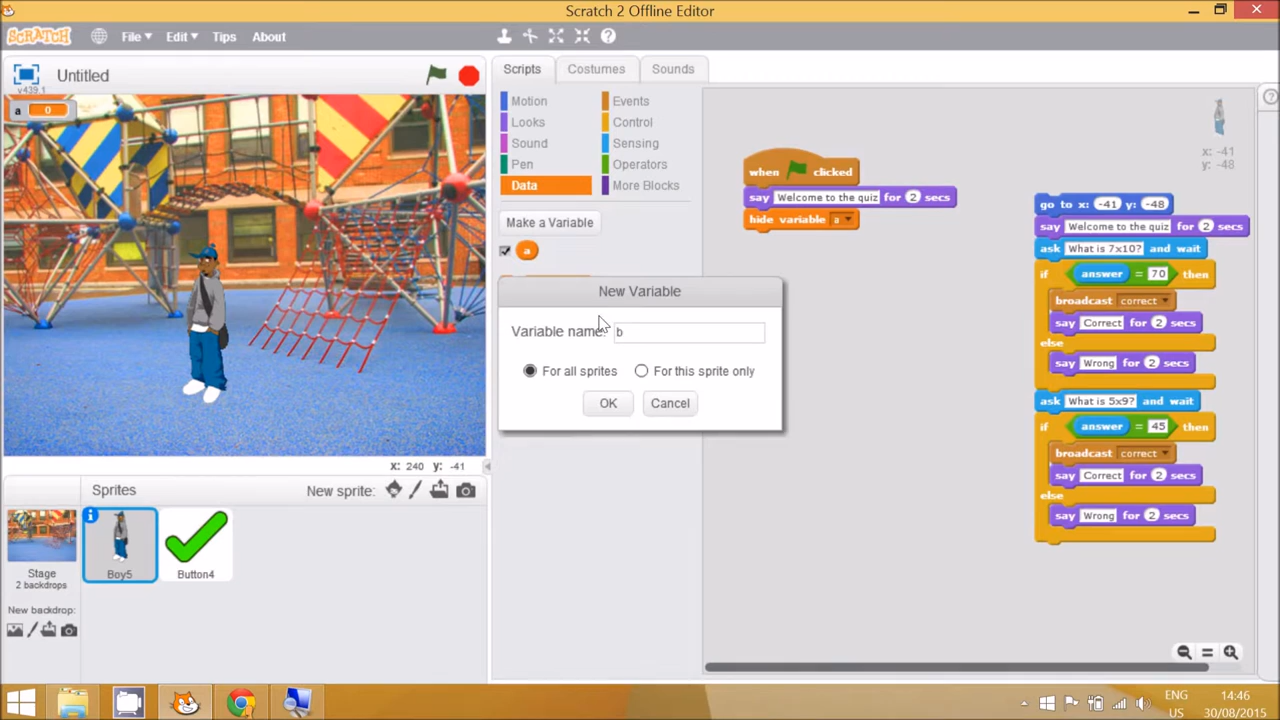 Scratch 2 Offline Editor
SCRATCH File Edit Tips About
Untitled
v439.1
a 0
Scripts Costumes Sounds
Motion Events
Looks Control
Sound Sensing
Pen Operators
Data More Blocks
Make a Variable
a
New Variable
Variable name: b
For all sprites For this sprite only
OK Cancel
when clicked
say Welcome to the quiz for 2 secs
hide variable a
x: -41
y: -48
go to x: -41 y: -48
say Welcome to the quiz for 2 secs
ask What is 7x10? and wait
if answer = 70 then
broadcast correct
say Correct for 2 secs
else
say Wrong for 2 secs
ask What is 5x9? and wait
if answer = 45 then
broadcast correct
say Correct for 2 secs
else
say Wrong for 2 secs
x: 240 y: -41
Sprites New sprite:
Stage
2 backdrops
New backdrop:
Boy5
Button4
ENG
US
14:46
30/08/2015